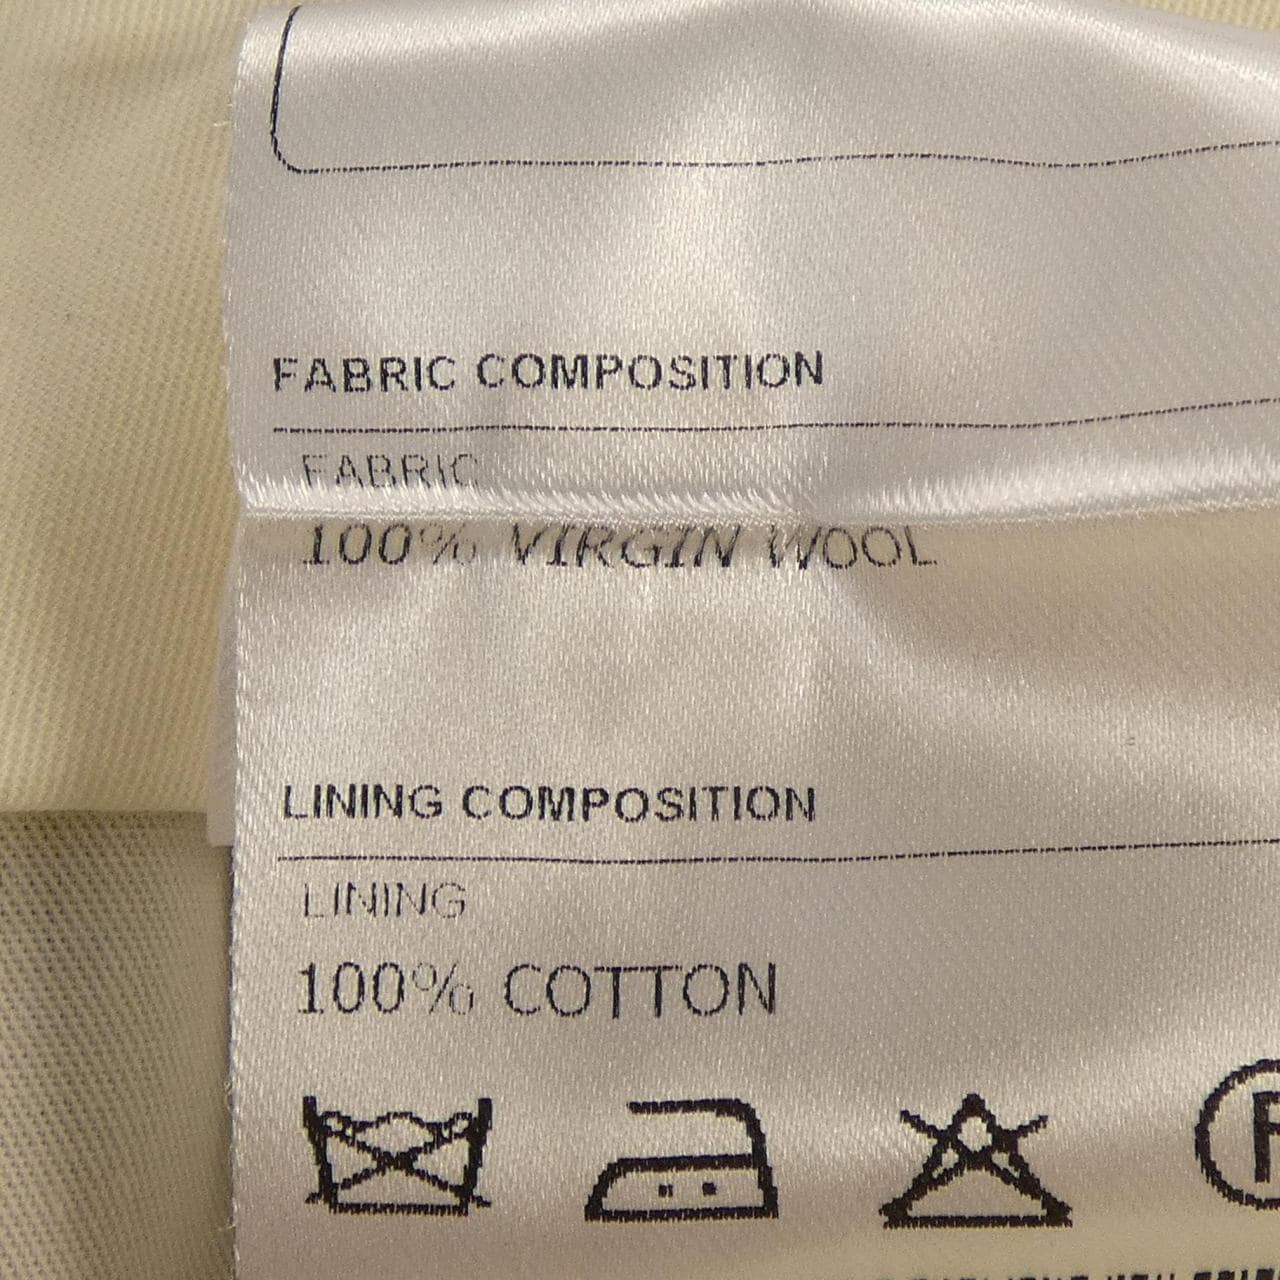 FABRIC COMPOSITION
FABRIC
100% VIRGIN WOOL
LINING COMPOSITION
LINING
100% COTTON